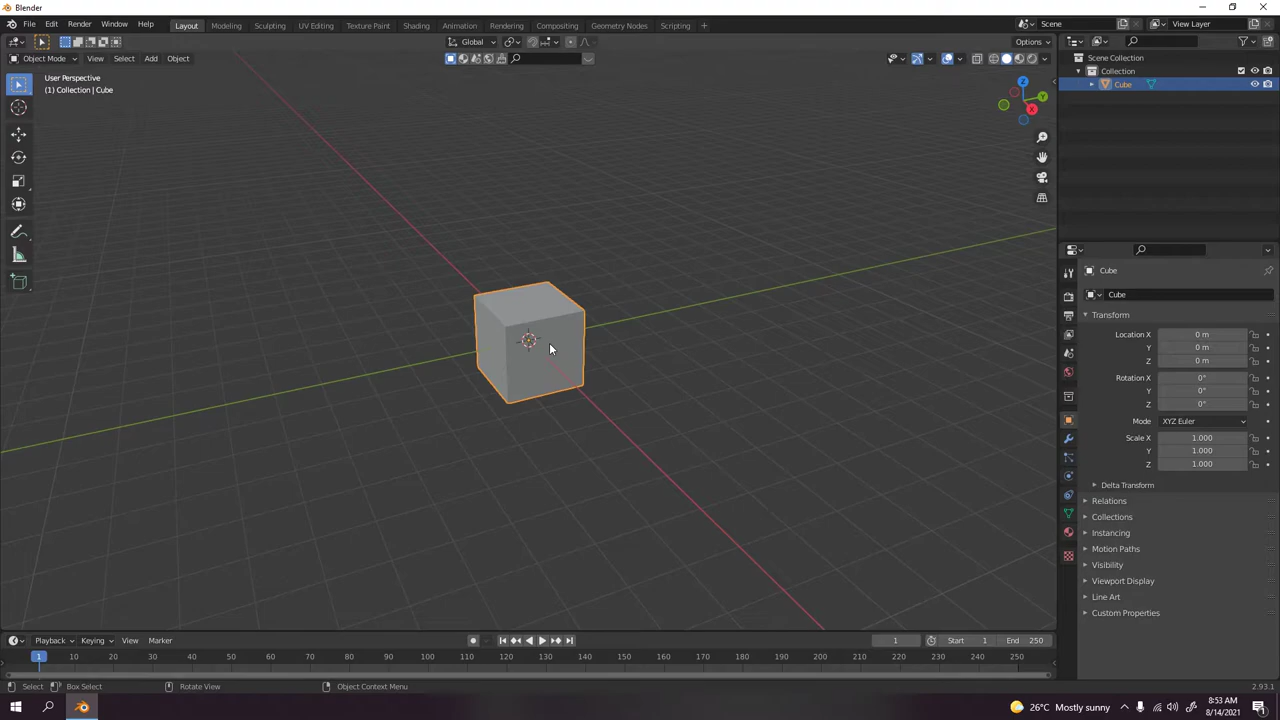 Blender
File Edit Render Window Help Layout Modeling Sculpting UV Editing Texture Paint Shading Animation Rendering Compositing Geometry Nodes Scripting + Scene View Layer
Global Options
Object Mode View Select Add Object
User Perspective
(1) Collection | Cube
Z
Y
X
Scene Collection
Collection
Cube
Cube
Cube
Transform
Location X 0 m
Y 0 m
Z 0 m
Rotation X 0°
Y 0°
Z 0°
Mode XYZ Euler
Scale X 1.000
Y 1.000
Z 1.000
Delta Transform
Relations
Collections
Instancing
Motion Paths
Visibility
Viewport Display
Line Art
Custom Properties
Playback Keying View Marker 1 Start 1 End 250
1 10 20 30 40 50 60 70 80 90 100 110 120 130 140 150 160 170 180 190 200 210 220 230 240 250
Select Box Select Rotate View Object Context Menu 2.93.1
26°C Mostly sunny 8:53 AM
8/14/2021